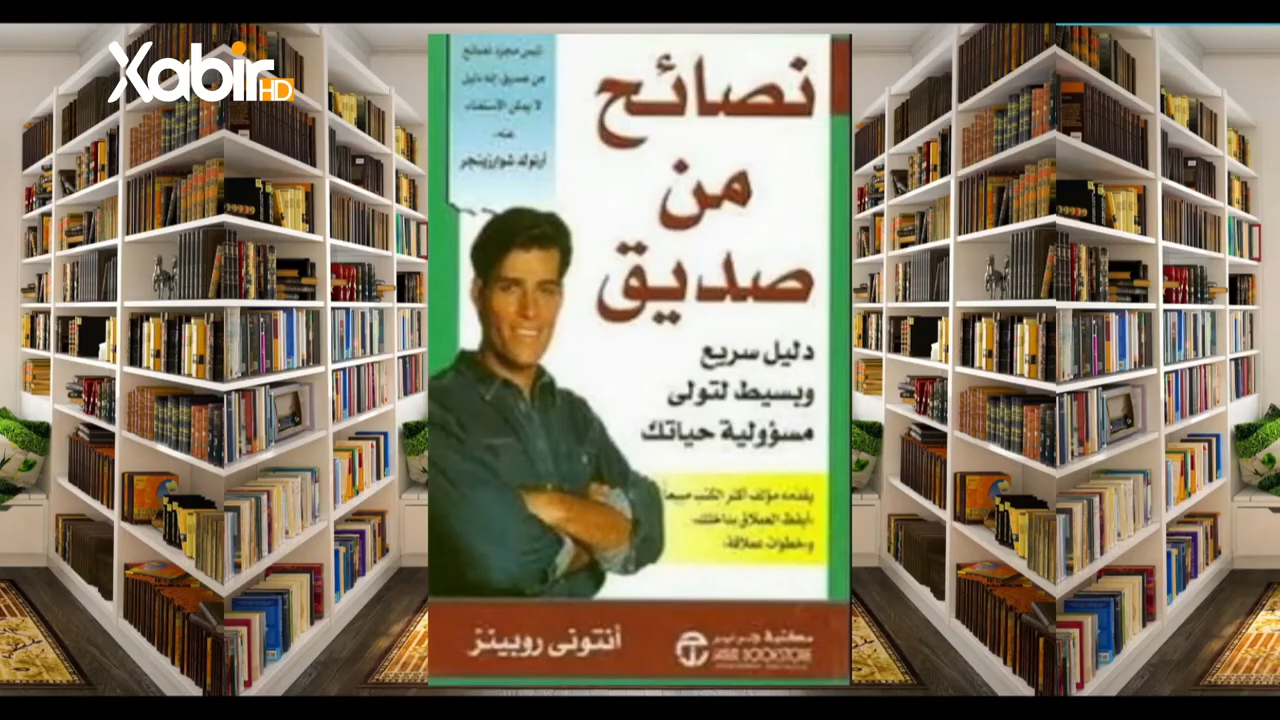 Xabir HD
ليس مجرد نصائح
من صديق إنه دليل
لا يمكن الاستغناء
عنه.
أرنولد شوارزينجر
نصائح
من
صديق
دليل سريع
وبسيط لتولى
مسؤولية حياتك
يقدمه مؤلف أكثر الكتب مبيعاً
«أيقظ العملاق بداخلك»
و«خطوات عملاقة»
أنتونى روبينز
مكتبة جرير
JARIR BOOKSTORE